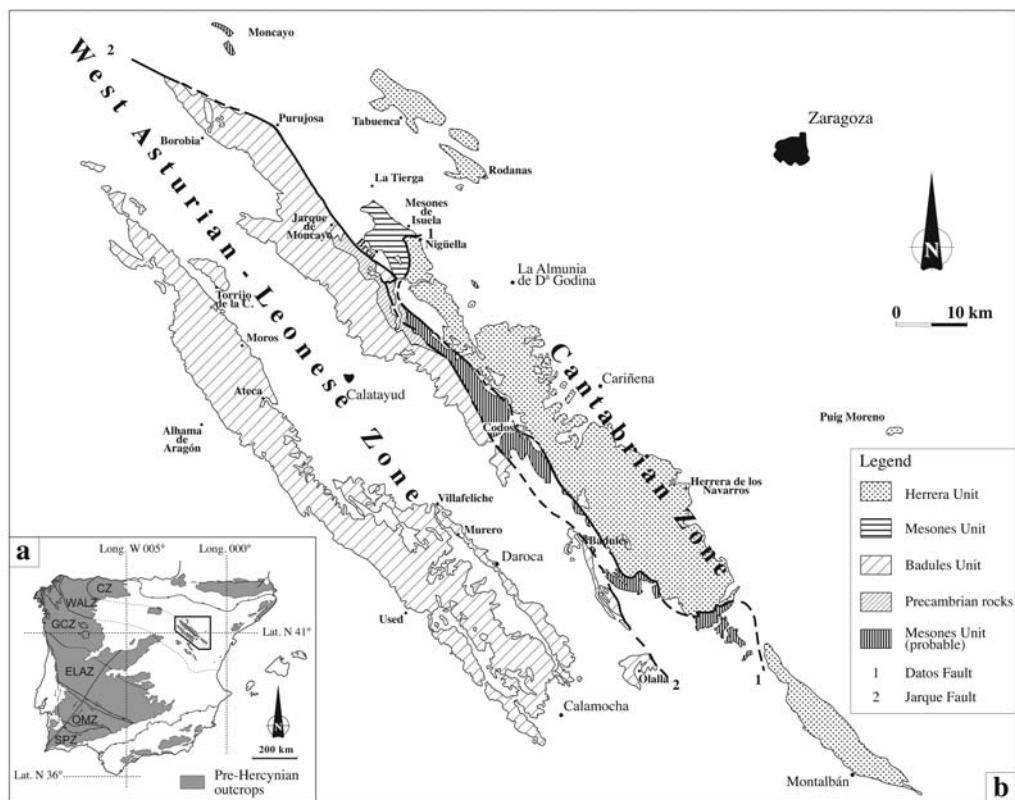 2
Moncayo
Zaragoza
Tabuenca
Purujosa
Borobia
Rodanas
La Tierga
Mesones
de
Isuela
1
Nigüella
Jarque
de
Moncayo
La Almunia
de Dª Godina
N
0 10 km
Torrijo
de la C.
Moros
West Asturian-Leonese Zone
Cantabrian Zone
Calatayud
Cariñena
Ateca
Alhama
de
Aragón
Codos
Puig Moreno
Herrera de los
Navarros
Villafeliche
Murero
Daroca
Badules
Used
Olalla
2
1
Calamocha
Montalbán
Legend
Herrera Unit
Mesones Unit
Badules Unit
Precambrian rocks
Mesones Unit
(probable)
1 Datos Fault
2 Jarque Fault
b
a
Long. W 005° Long. 000°
CZ
WALZ
GCZ
Lat. N 41°
ELAZ
OMZ
SPZ
N
200 km
Lat. N 36°
Pre-Hercynian
outcrops